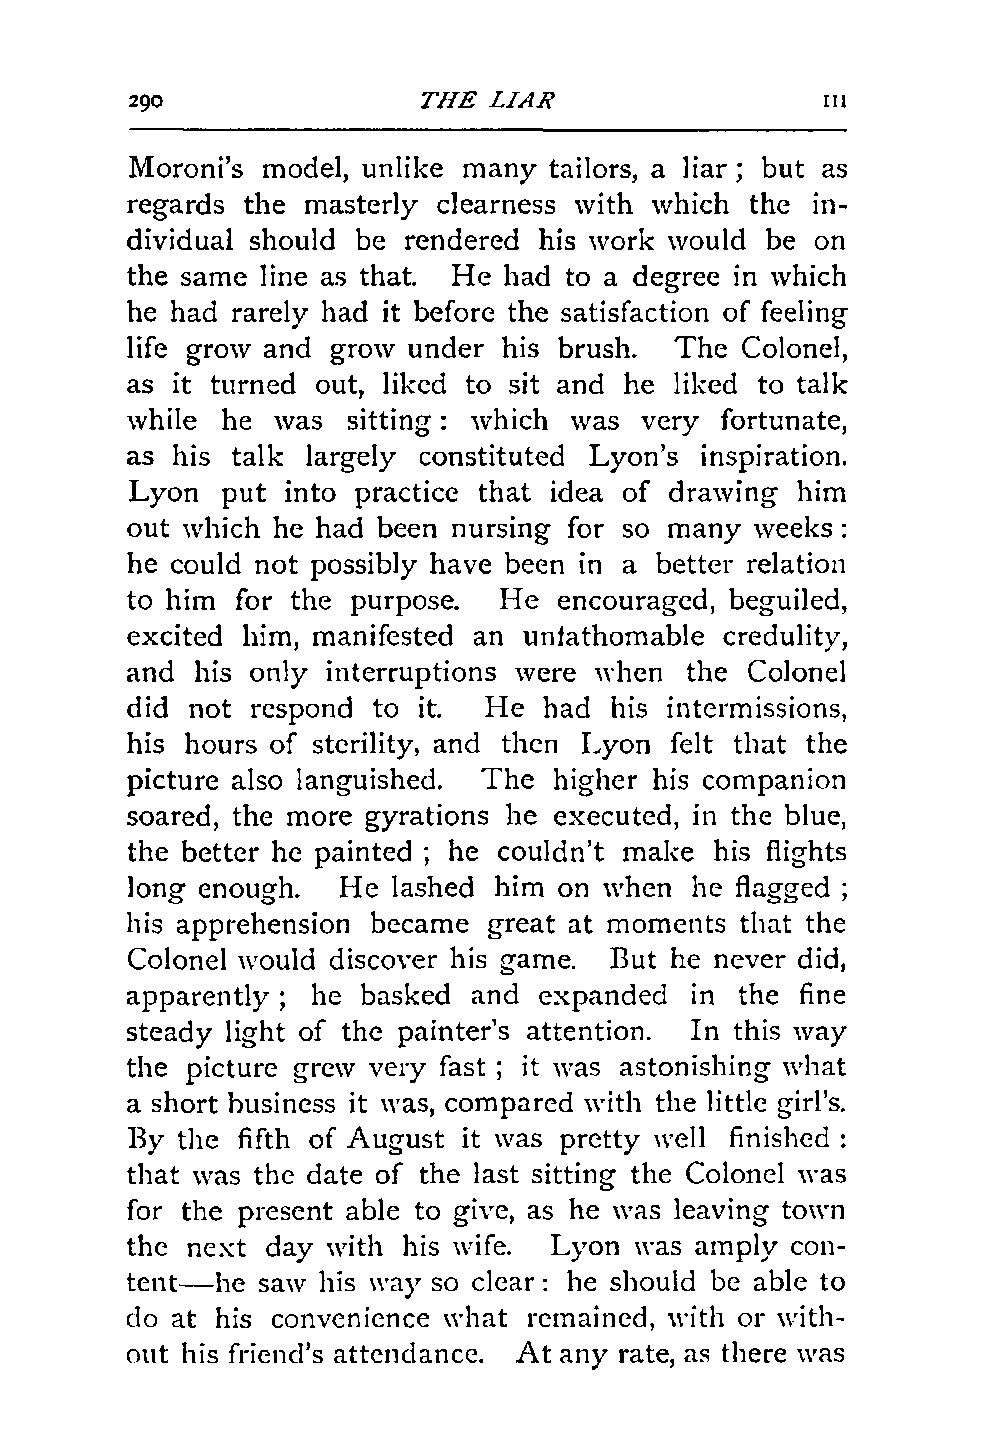 290 THE LIAR III
Moroni's model, unlike many tailors, a liar; but as
regards the masterly clearness with which the in-
dividual should be rendered his work would be on
the same line as that. He had to a degree in which
he had rarely had it before the satisfaction of feeling
life grow and grow under his brush. The Colonel,
as it turned out, liked to sit and he liked to talk
while he was sitting: which was very fortunate,
as his talk largely constituted Lyon's inspiration.
Lyon put into practice that idea of drawing him
out which he had been nursing for so many weeks:
he could not possibly have been in a better relation
to him for the purpose. He encouraged, beguiled,
excited him, manifested an unfathomable credulity,
and his only interruptions were when the Colonel
did not respond to it. He had his intermissions,
his hours of sterility, and then Lyon felt that the
picture also languished. The higher his companion
soared, the more gyrations he executed, in the blue,
the better he painted; he couldn't make his flights
long enough. He lashed him on when he flagged;
his apprehension became great at moments that the
Colonel would discover his game. But he never did,
apparently; he basked and expanded in the fine
steady light of the painter's attention. In this way
the picture grew very fast; it was astonishing what
a short business it was, compared with the little girl's.
By the fifth of August it was pretty well finished:
that was the date of the last sitting the Colonel was
for the present able to give, as he was leaving town
the next day with his wife. Lyon was amply con-
tent—he saw his way so clear: he should be able to
do at his convenience what remained, with or with-
out his friend's attendance. At any rate, as there was